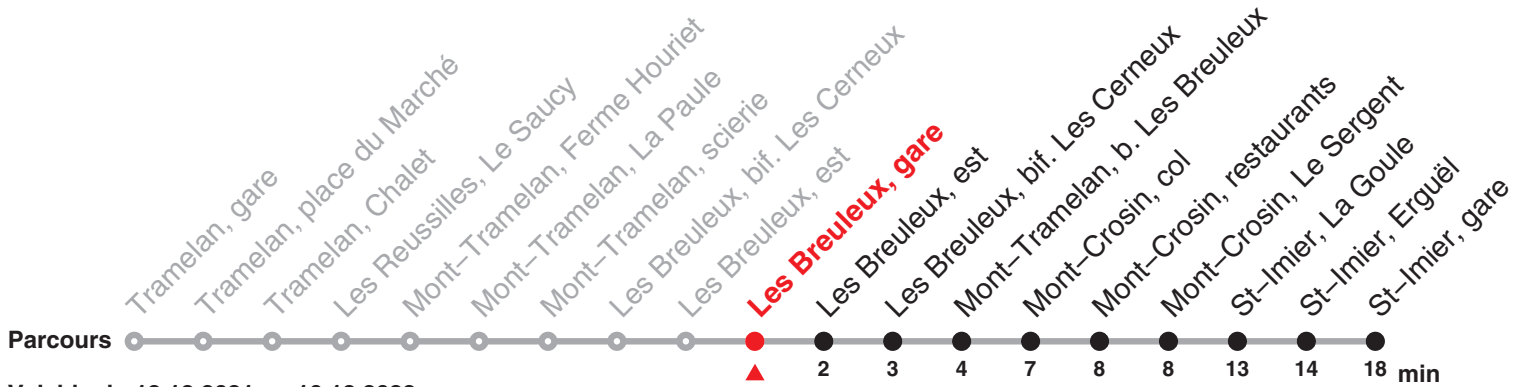 Tramelan, gare
Tramelan, place du Marché
Tramelan, Chalet
Les Reussilles, Le Saucy
Mont-Tramelan, Ferme Houriet
Mont-Tramelan, La Paule
Mont-Tramelan, scierie
Les Breuleux, bif. Les Cerneux
Les Breuleux, est
Les Breuleux, gare
Les Breuleux, est
Les Breuleux, bif. Les Cerneux
Mont-Tramelan, b. Les Breuleux
Mont-Crosin, col
Mont-Crosin, restaurants
Mont-Crosin, Le Sergent
St-Imier, La Goule
St-Imier, Erguël
St-Imier, gare
Parcours
2 3 4 7 8 8 13 14 18 min